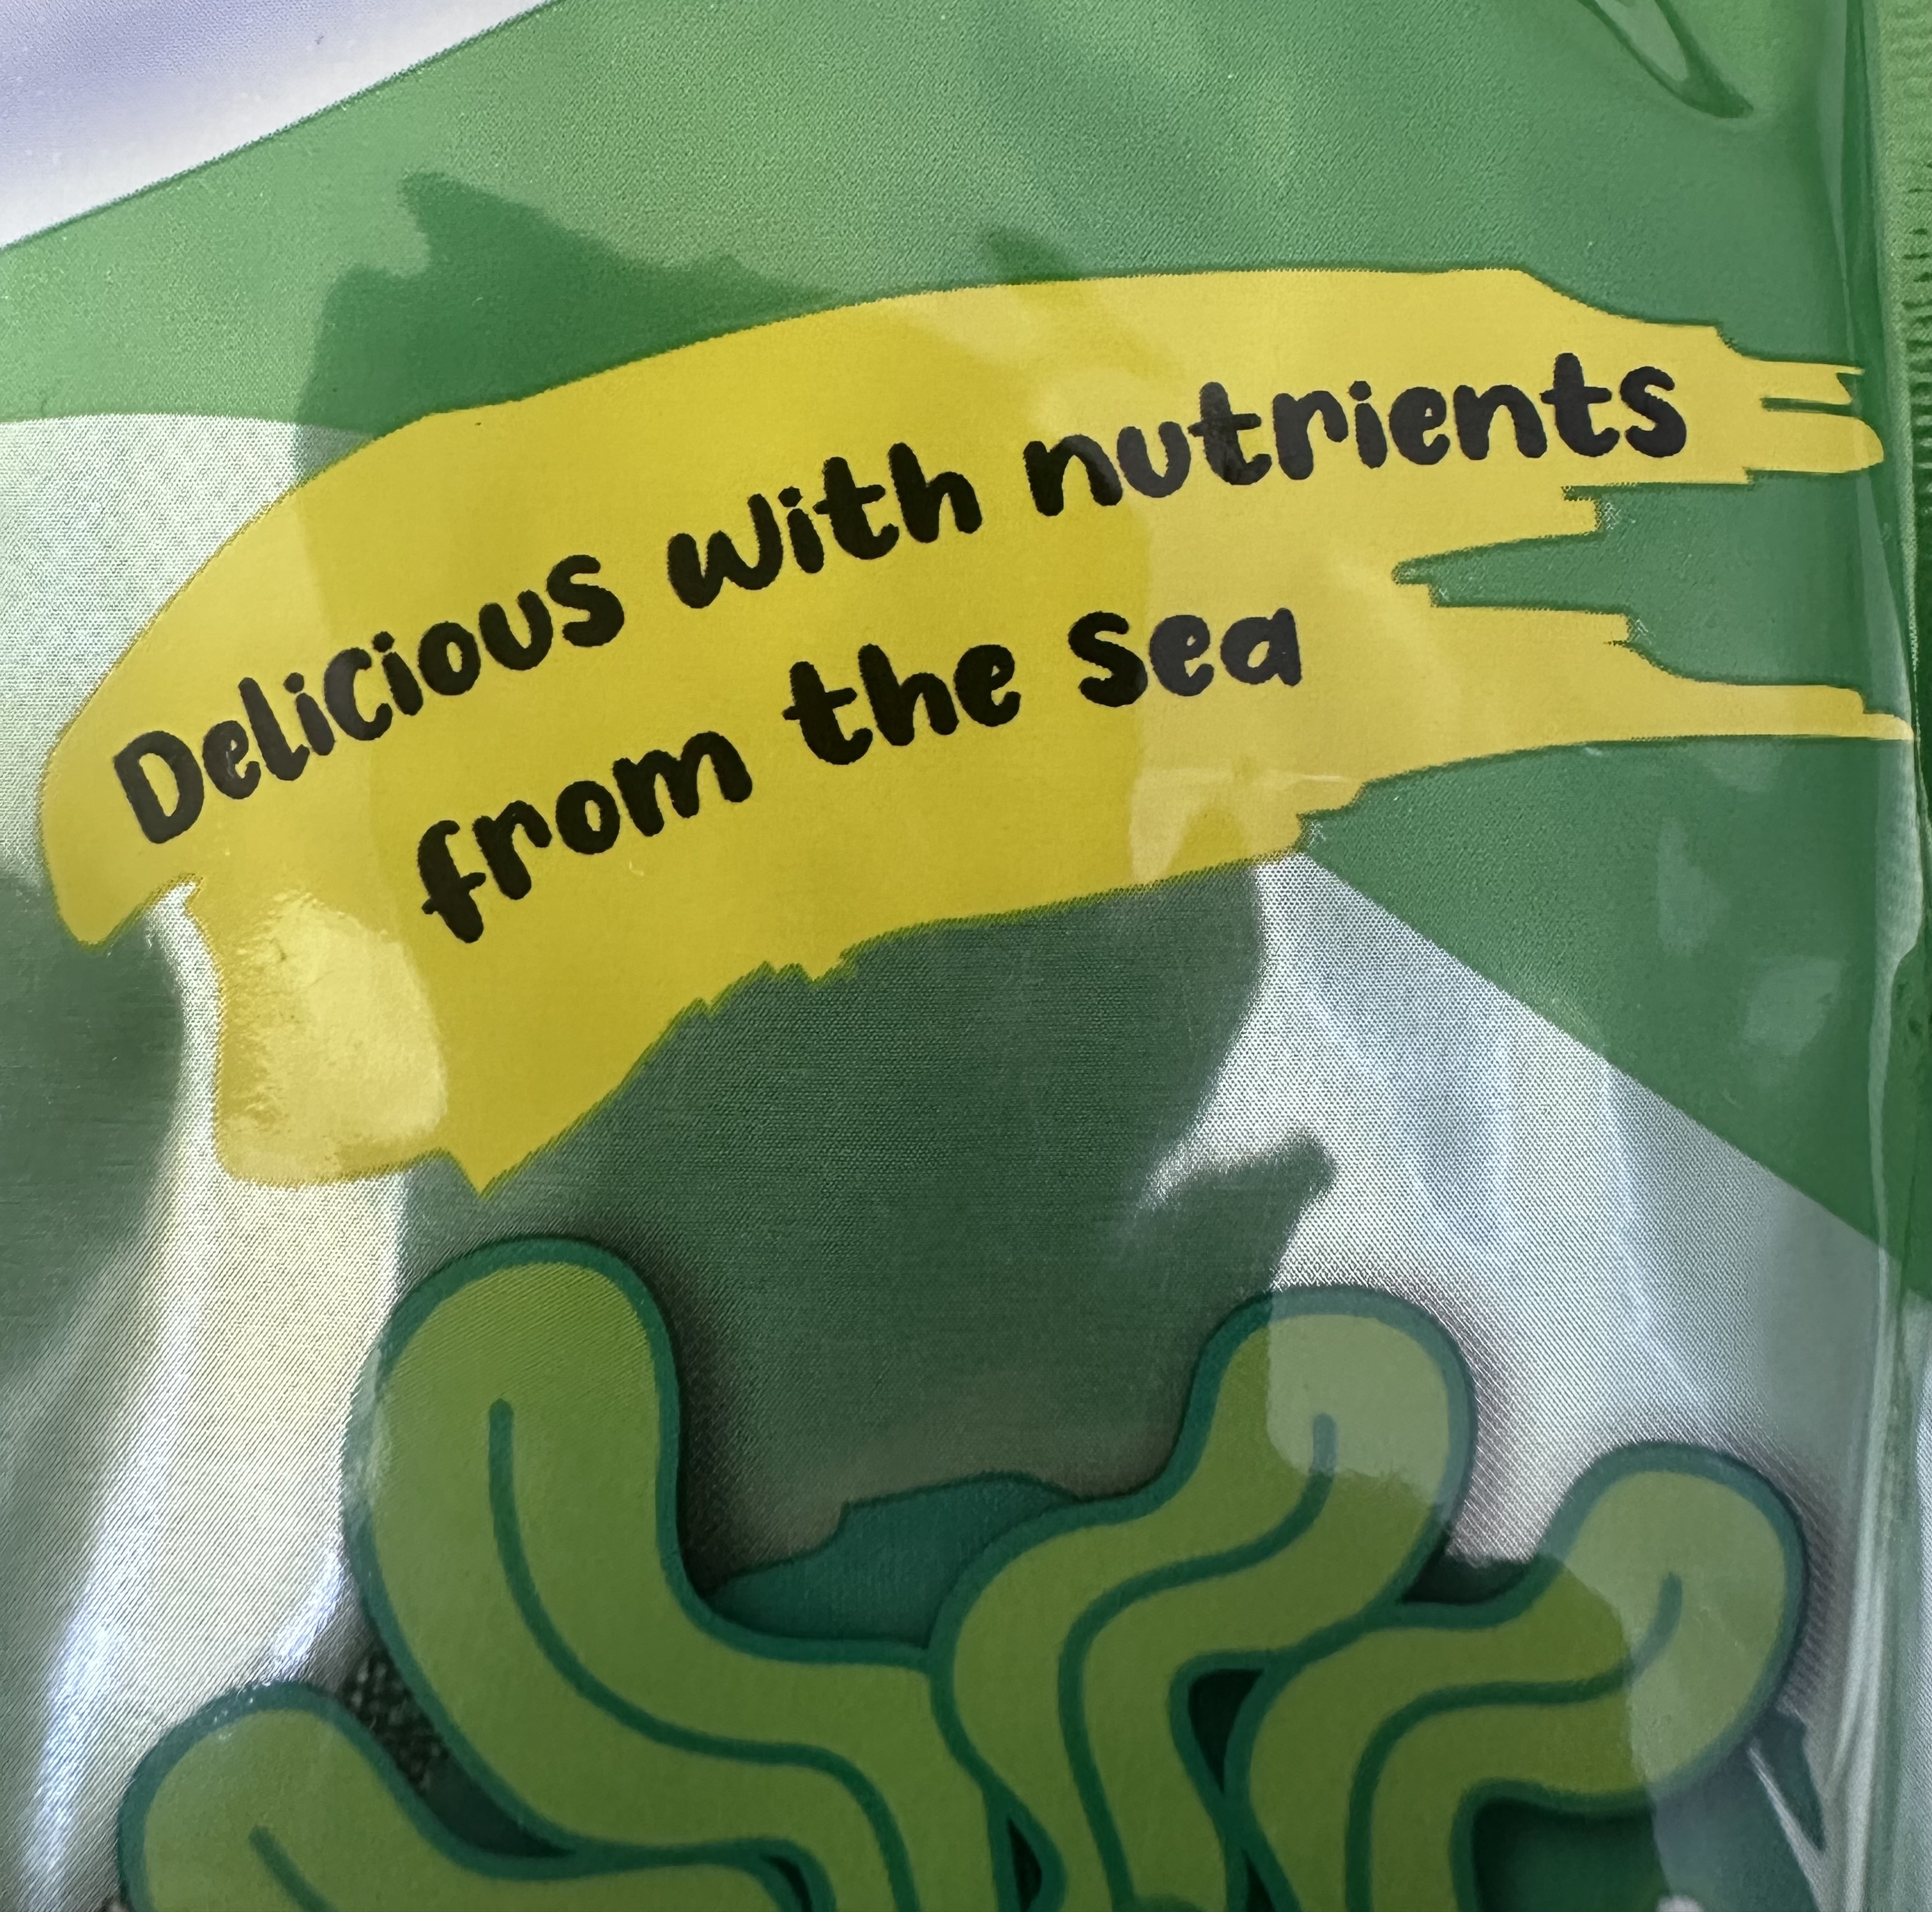 Delicious with nutrients
from the sea